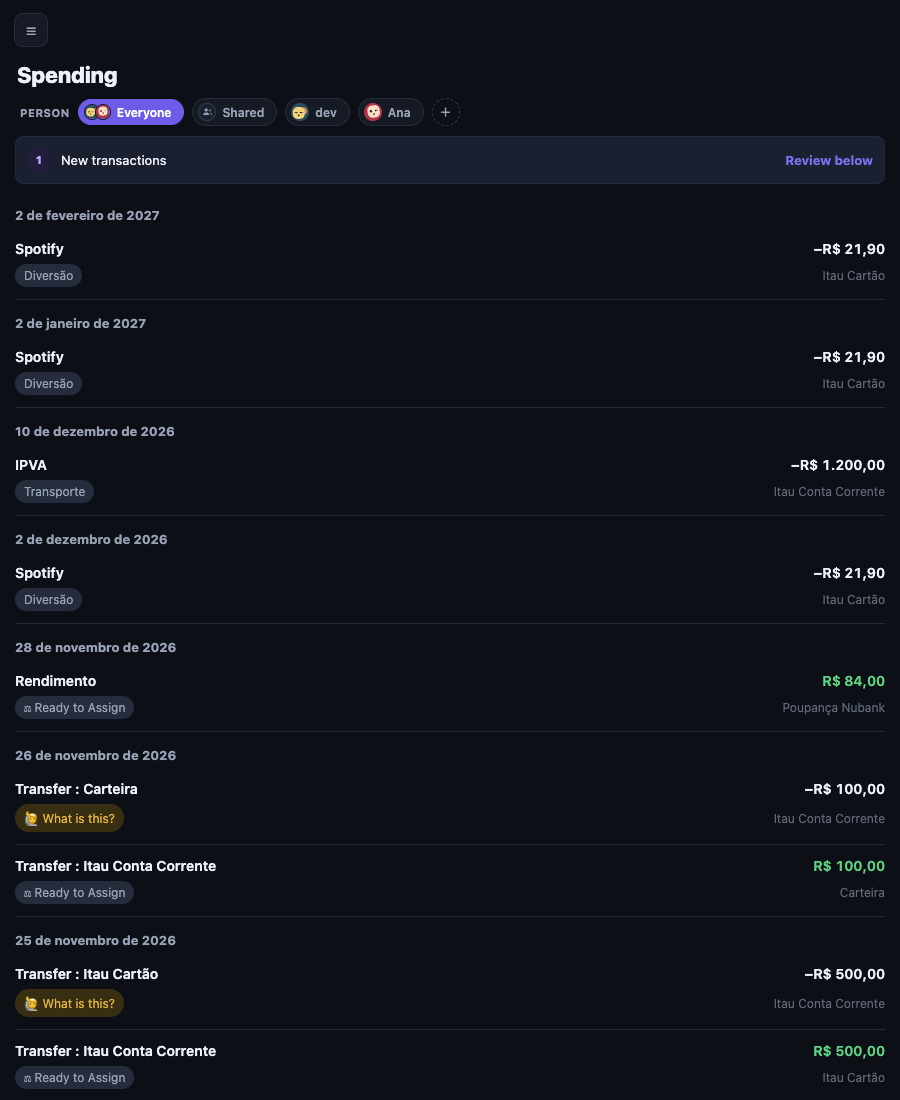 Spending
PERSON Everyone Shared dev Ana +
1 New transactions Review below
2 de fevereiro de 2027
Spotify –R$ 21,90
Diversão Itau Cartão
2 de janeiro de 2027
Spotify –R$ 21,90
Diversão Itau Cartão
10 de dezembro de 2026
IPVA –R$ 1.200,00
Transporte Itau Conta Corrente
2 de dezembro de 2026
Spotify –R$ 21,90
Diversão Itau Cartão
28 de novembro de 2026
Rendimento R$ 84,00
Ready to Assign Poupança Nubank
26 de novembro de 2026
Transfer : Carteira –R$ 100,00
What is this? Itau Conta Corrente
Transfer : Itau Conta Corrente R$ 100,00
Ready to Assign Carteira
25 de novembro de 2026
Transfer : Itau Cartão –R$ 500,00
What is this? Itau Conta Corrente
Transfer : Itau Conta Corrente R$ 500,00
Ready to Assign Itau Cartão